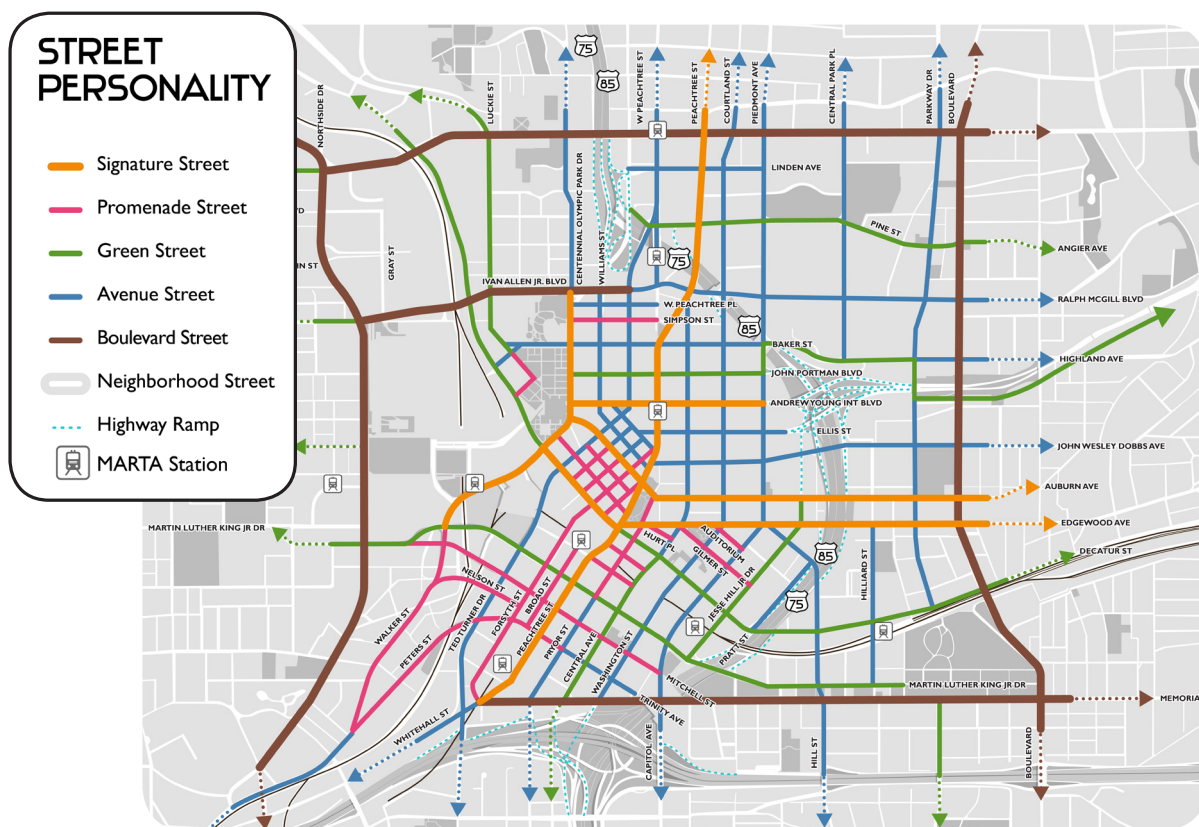 STREET
PERSONALITY
Signature Street
Promenade Street
Green Street
Avenue Street
Boulevard Street
Neighborhood Street
Highway Ramp
MARTA Station
NORTHSIDE DR
LUCKIE ST
75
85
W PEACHTREE ST
PEACHTREE ST
COURTLAND ST
PIEDMONT AVE
CENTRAL PARK PL
PARKWAY DR
BOULEVARD
LINDEN AVE
CENTENNIAL OLYMPIC PARK DR
WILLIAMS ST
PINE ST
ANGIER AVE
GRAY ST
75
IVAN ALLEN JR. BLVD
RALPH MCGILL BLVD
W. PEACHTREE PL
SIMPSON ST
85
BAKER ST
HIGHLAND AVE
JOHN PORTMAN BLVD
ANDREW YOUNG INT BLVD
ELLIS ST
JOHN WESLEY DOBBS AVE
AUBURN AVE
EDGEWOOD AVE
MARTIN LUTHER KING JR DR
HURT PL
AUDITORIUM
GILMER ST
85
DECATUR ST
HILLIARD ST
NELSON ST
JESSE HILL JR DR
75
WALKER ST
PETERS ST
TED TURNER DR
FORSYTH ST
BROAD ST
PEACHTREE ST
PRYOR ST
CENTRAL AVE
WASHINGTON ST
PRATT ST
MITCHELL ST
MARTIN LUTHER KING JR DR
TRINITY AVE
MEMORIA
WHITEHALL ST
CAPITOL AVE
HILL ST
BOULEVARD